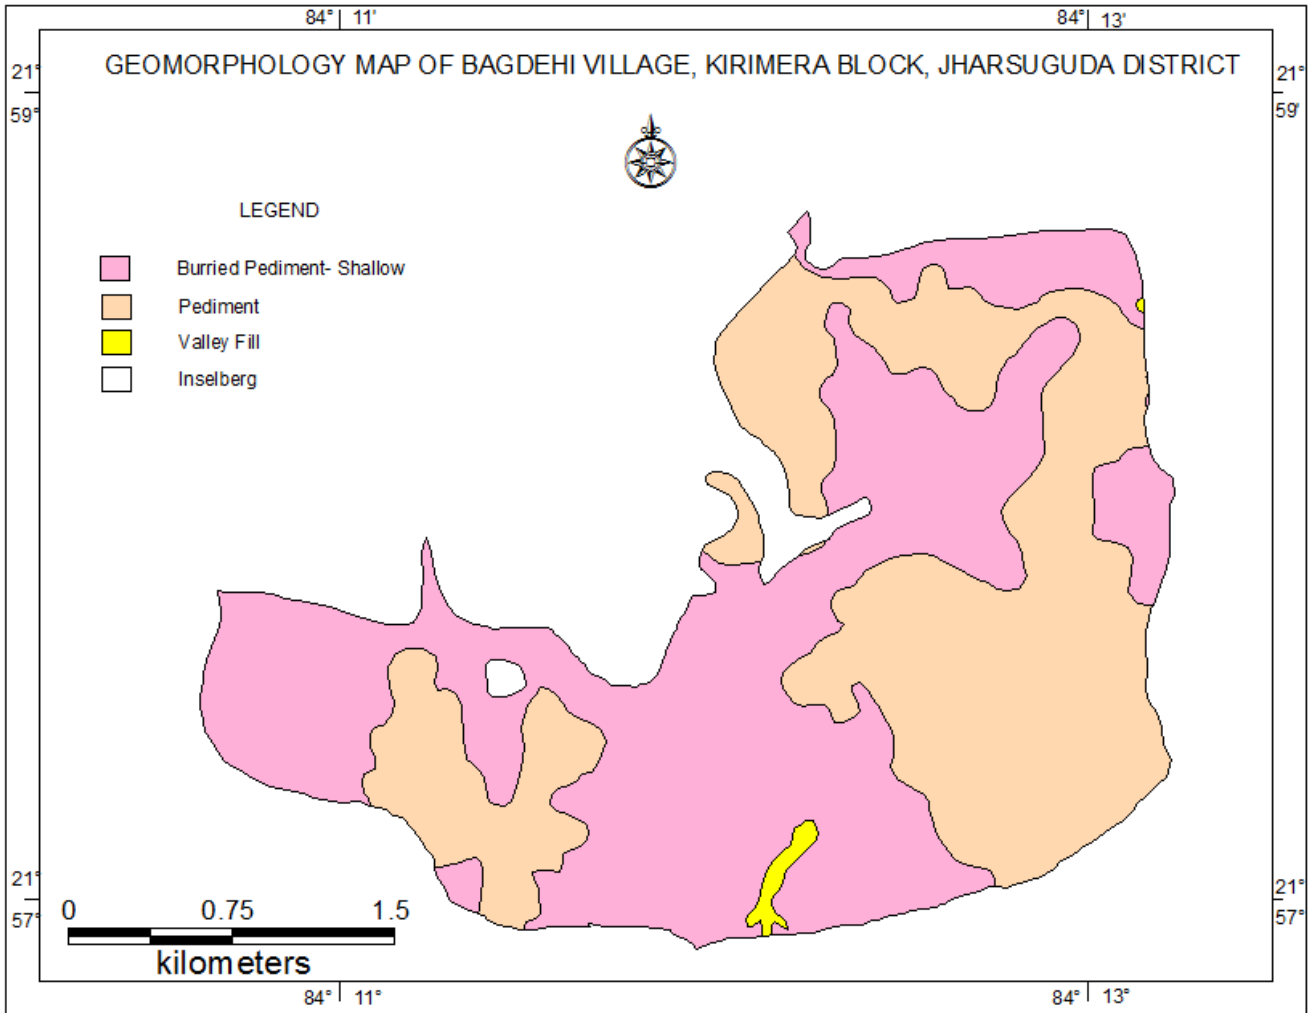 84° 11' 84° 13'
GEOMORPHOLOGY MAP OF BAGDEHI VILLAGE, KIRIMERA BLOCK, JHARSUGUDA DISTRICT
21° 21°
59° 59'
LEGEND
Burried Pediment- Shallow
Pediment
Valley Fill
Inselberg
21° 21°
57° 57°
0 0.75 1.5
kilometers
84° 11° 84° 13°